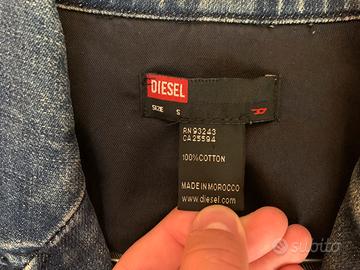 DIESEL
SIZE S
RN 93243
CA 25594
100% COTTON
MADE IN MOROCCO
www.diesel.com
subito